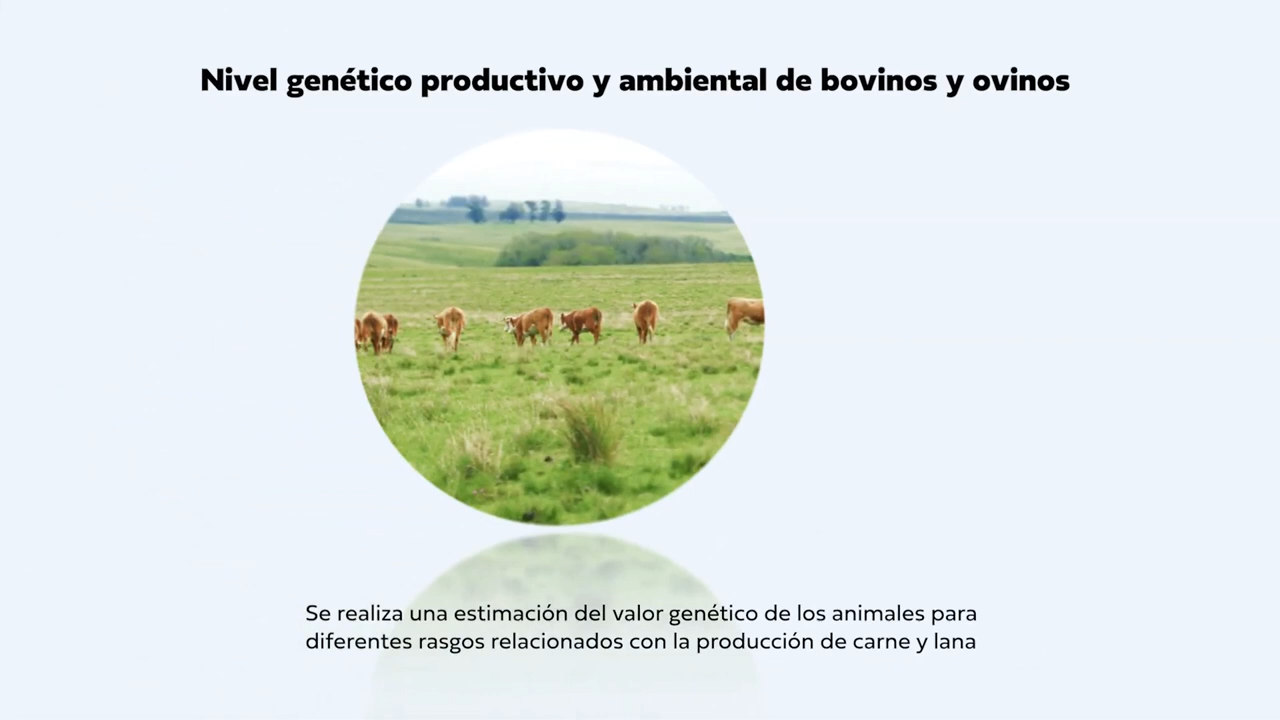 Nivel genético productivo y ambiental de bovinos y ovinos
Se realiza una estimación del valor genético de los animales para
diferentes rasgos relacionados con la producción de carne y lana